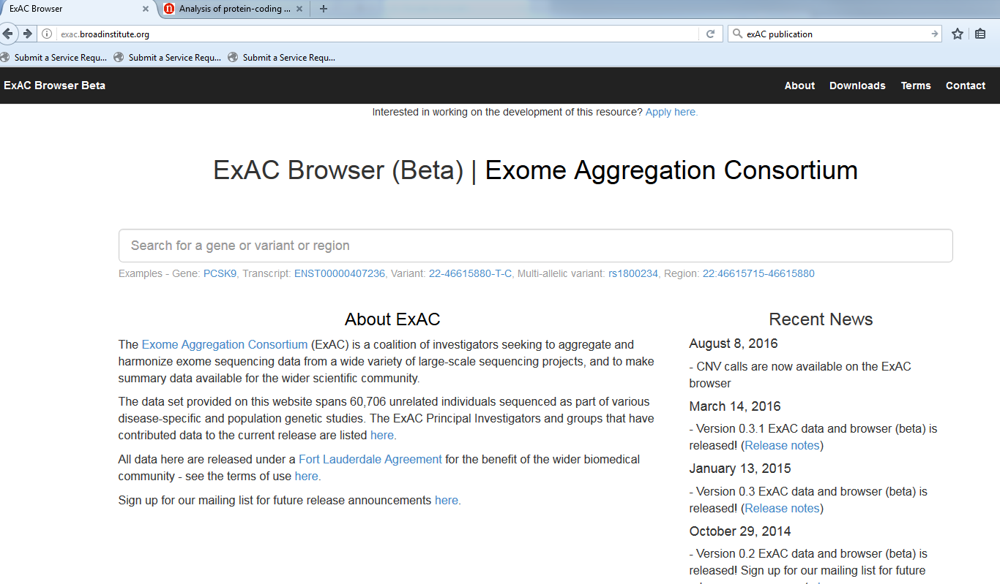 ExAC Browser
Analysis of protein-coding ...
exac.broadinstitute.org
exAC publication
Submit a Service Requ... Submit a Service Requ... Submit a Service Requ...
ExAC Browser Beta
About Downloads Terms Contact
Interested in working on the development of this resource? Apply here.
ExAC Browser (Beta) | Exome Aggregation Consortium
Search for a gene or variant or region
Examples - Gene: PCSK9, Transcript: ENST00000407236, Variant: 22-46615880-T-C, Multi-allelic variant: rs1800234, Region: 22:46615715-46615880
About ExAC
The Exome Aggregation Consortium (ExAC) is a coalition of investigators seeking to aggregate and
harmonize exome sequencing data from a wide variety of large-scale sequencing projects, and to make
summary data available for the wider scientific community.
The data set provided on this website spans 60,706 unrelated individuals sequenced as part of various
disease-specific and population genetic studies. The ExAC Principal Investigators and groups that have
contributed data to the current release are listed here.
All data here are released under a Fort Lauderdale Agreement for the benefit of the wider biomedical
community - see the terms of use here.
Sign up for our mailing list for future release announcements here.
Recent News
August 8, 2016
- CNV calls are now available on the ExAC
browser
March 14, 2016
- Version 0.3.1 ExAC data and browser (beta) is
released! (Release notes)
January 13, 2015
- Version 0.3 ExAC data and browser (beta) is
released! (Release notes)
October 29, 2014
- Version 0.2 ExAC data and browser (beta) is
released! Sign up for our mailing list for future